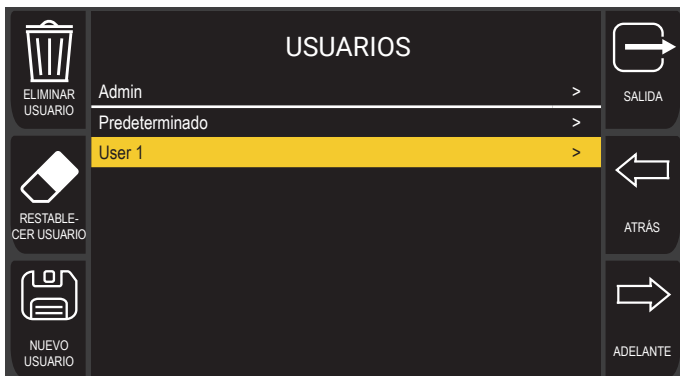 USUARIOS
ELIMINAR
USUARIO
RESTABLE-
CER USUARIO
NUEVO
USUARIO
Admin >
Predeterminado >
User 1 >
SALIDA
ATRÁS
ADELANTE